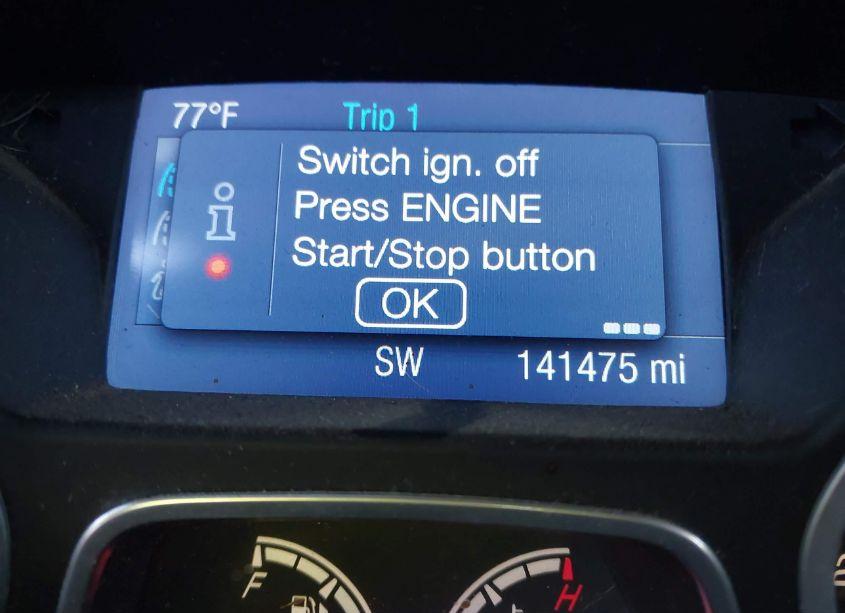 77°F Trip 1
Switch ign. off
Press ENGINE
Start/Stop button
OK
SW 141475 mi
F H